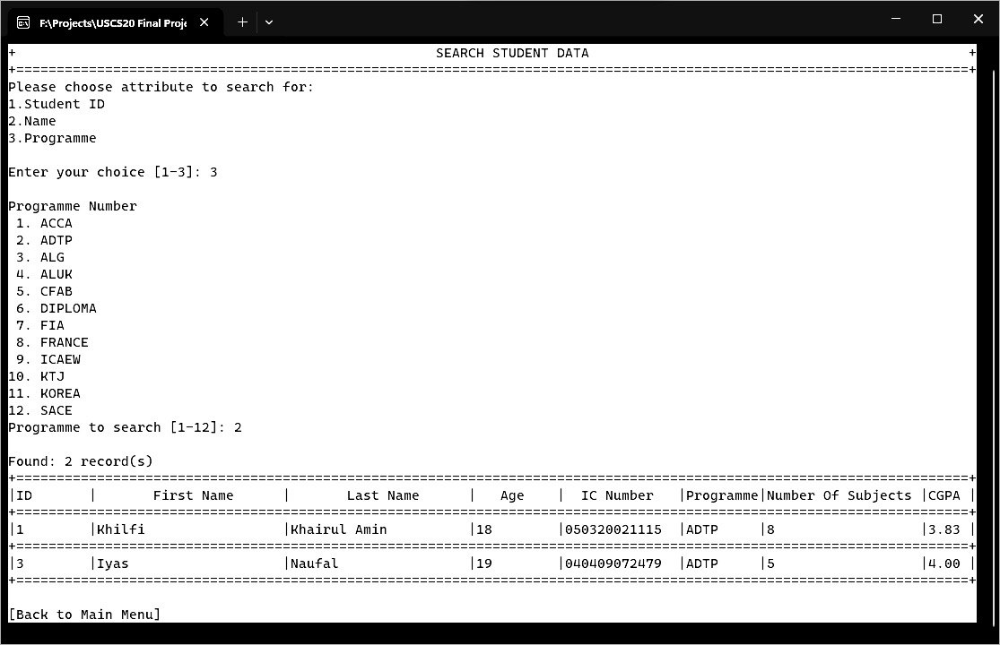 F:\Projects\USCS20 Final Proje
+ SEARCH STUDENT DATA +
+======================================================================================================================+
Please choose attribute to search for:
1.Student ID
2.Name
3.Programme
Enter your choice [1-3]: 3
Programme Number
1. ACCA
2. ADTP
3. ALG
4. ALUK
5. CFAB
6. DIPLOMA
7. FIA
8. FRANCE
9. ICAEW
10. KTJ
11. KOREA
12. SACE
Programme to search [1-12]: 2
Found: 2 record(s)
+======================================================================================================================+
|ID | First Name | Last Name | Age | IC Number |Programme|Number Of Subjects |CGPA |
+======================================================================================================================+
|1 |Khilfi |Khairul Amin |18 |050320021115 |ADTP |8 |3.83 |
+======================================================================================================================+
|3 |Iyas |Naufal |19 |040409072479 |ADTP |5 |4.00 |
+======================================================================================================================+
[Back to Main Menu]